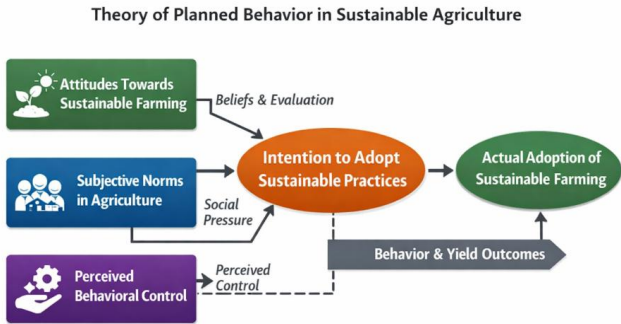 Theory of Planned Behavior in Sustainable Agriculture
Attitudes Towards
Sustainable Farming
Beliefs & Evaluation
Subjective Norms
in Agriculture
Social
Pressure
Intention to Adopt
Sustainable Practices
Actual Adoption of
Sustainable Farming
Perceived
Behavioral Control
Perceived
Control
Behavior & Yield Outcomes